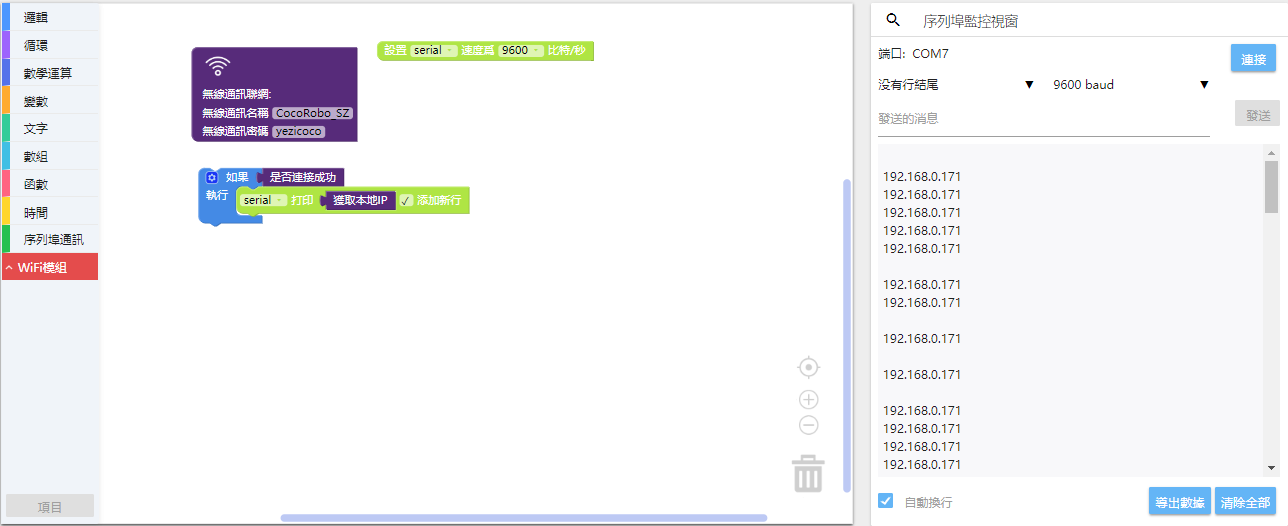 邏輯
循環
數學運算
變數
文字
數組
函數
時間
序列埠通訊
WiFi模組
項目
設置 serial 速度爲 9600 比特/秒
無線通訊聯網:
無線通訊名稱 CocoRobo_SZ
無線通訊密碼 yezicoco
如果 是否連接成功
執行 serial 打印 獲取本地IP 添加新行
序列埠監控視窗
端口: COM7
連接
没有行結尾 9600 baud
發送的消息
發送
192.168.0.171
192.168.0.171
192.168.0.171
192.168.0.171
192.168.0.171
192.168.0.171
192.168.0.171
192.168.0.171
192.168.0.171
192.168.0.171
192.168.0.171
192.168.0.171
192.168.0.171
自動換行
導出數據 清除全部